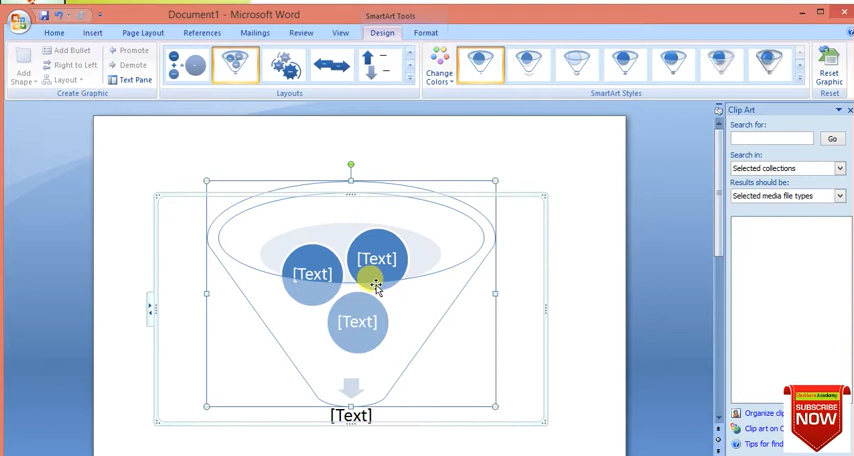 Document1 - Microsoft Word
SmartArt Tools
Home Insert Page Layout References Mailings Review View Design Format
Add Shape
Add Bullet
Right to Left
Layout
Promote
Demote
Text Pane
Create Graphic
Layouts
Change Colors
SmartArt Styles
Reset Graphic
Reset
Clip Art
Search for:
Go
Search in:
Selected collections
Results should be:
Selected media file types
[Text]
[Text]
[Text]
[Text]
Organize clip
Clip art on O
Tips for find
SUBSCRIBE
NOW